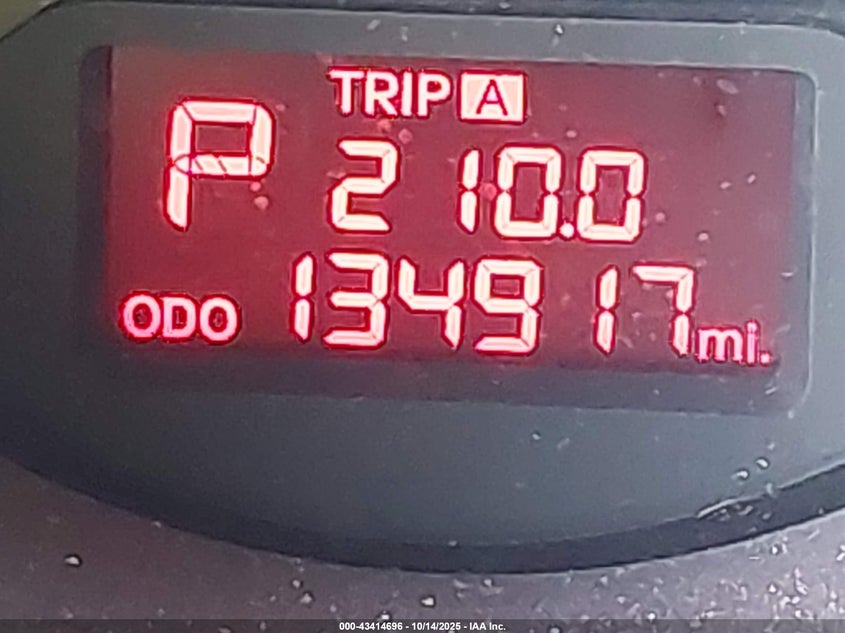 TRIP A
P 210.0
ODO 134917 mi.
000-43414696 - 10/14/2025 - IAA Inc.